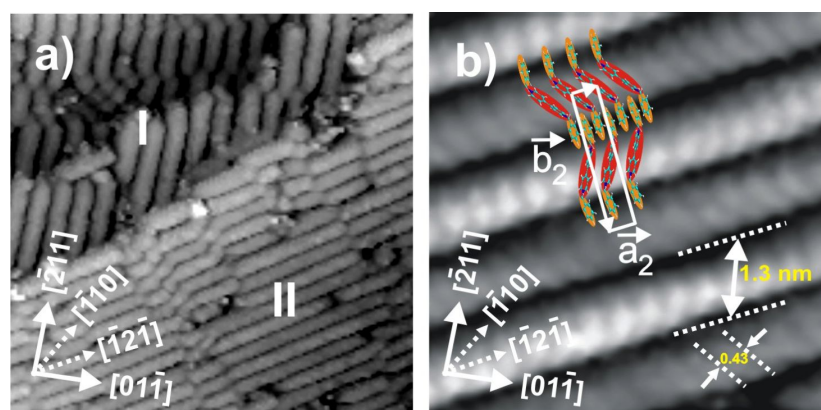 a)
I
II
[2̄11]
[1̄10]
[1̄21̄]
[011̄]
b)
b₂
a₂
1.3 nm
0.43
[2̄11]
[1̄10]
[1̄21̄]
[011̄]